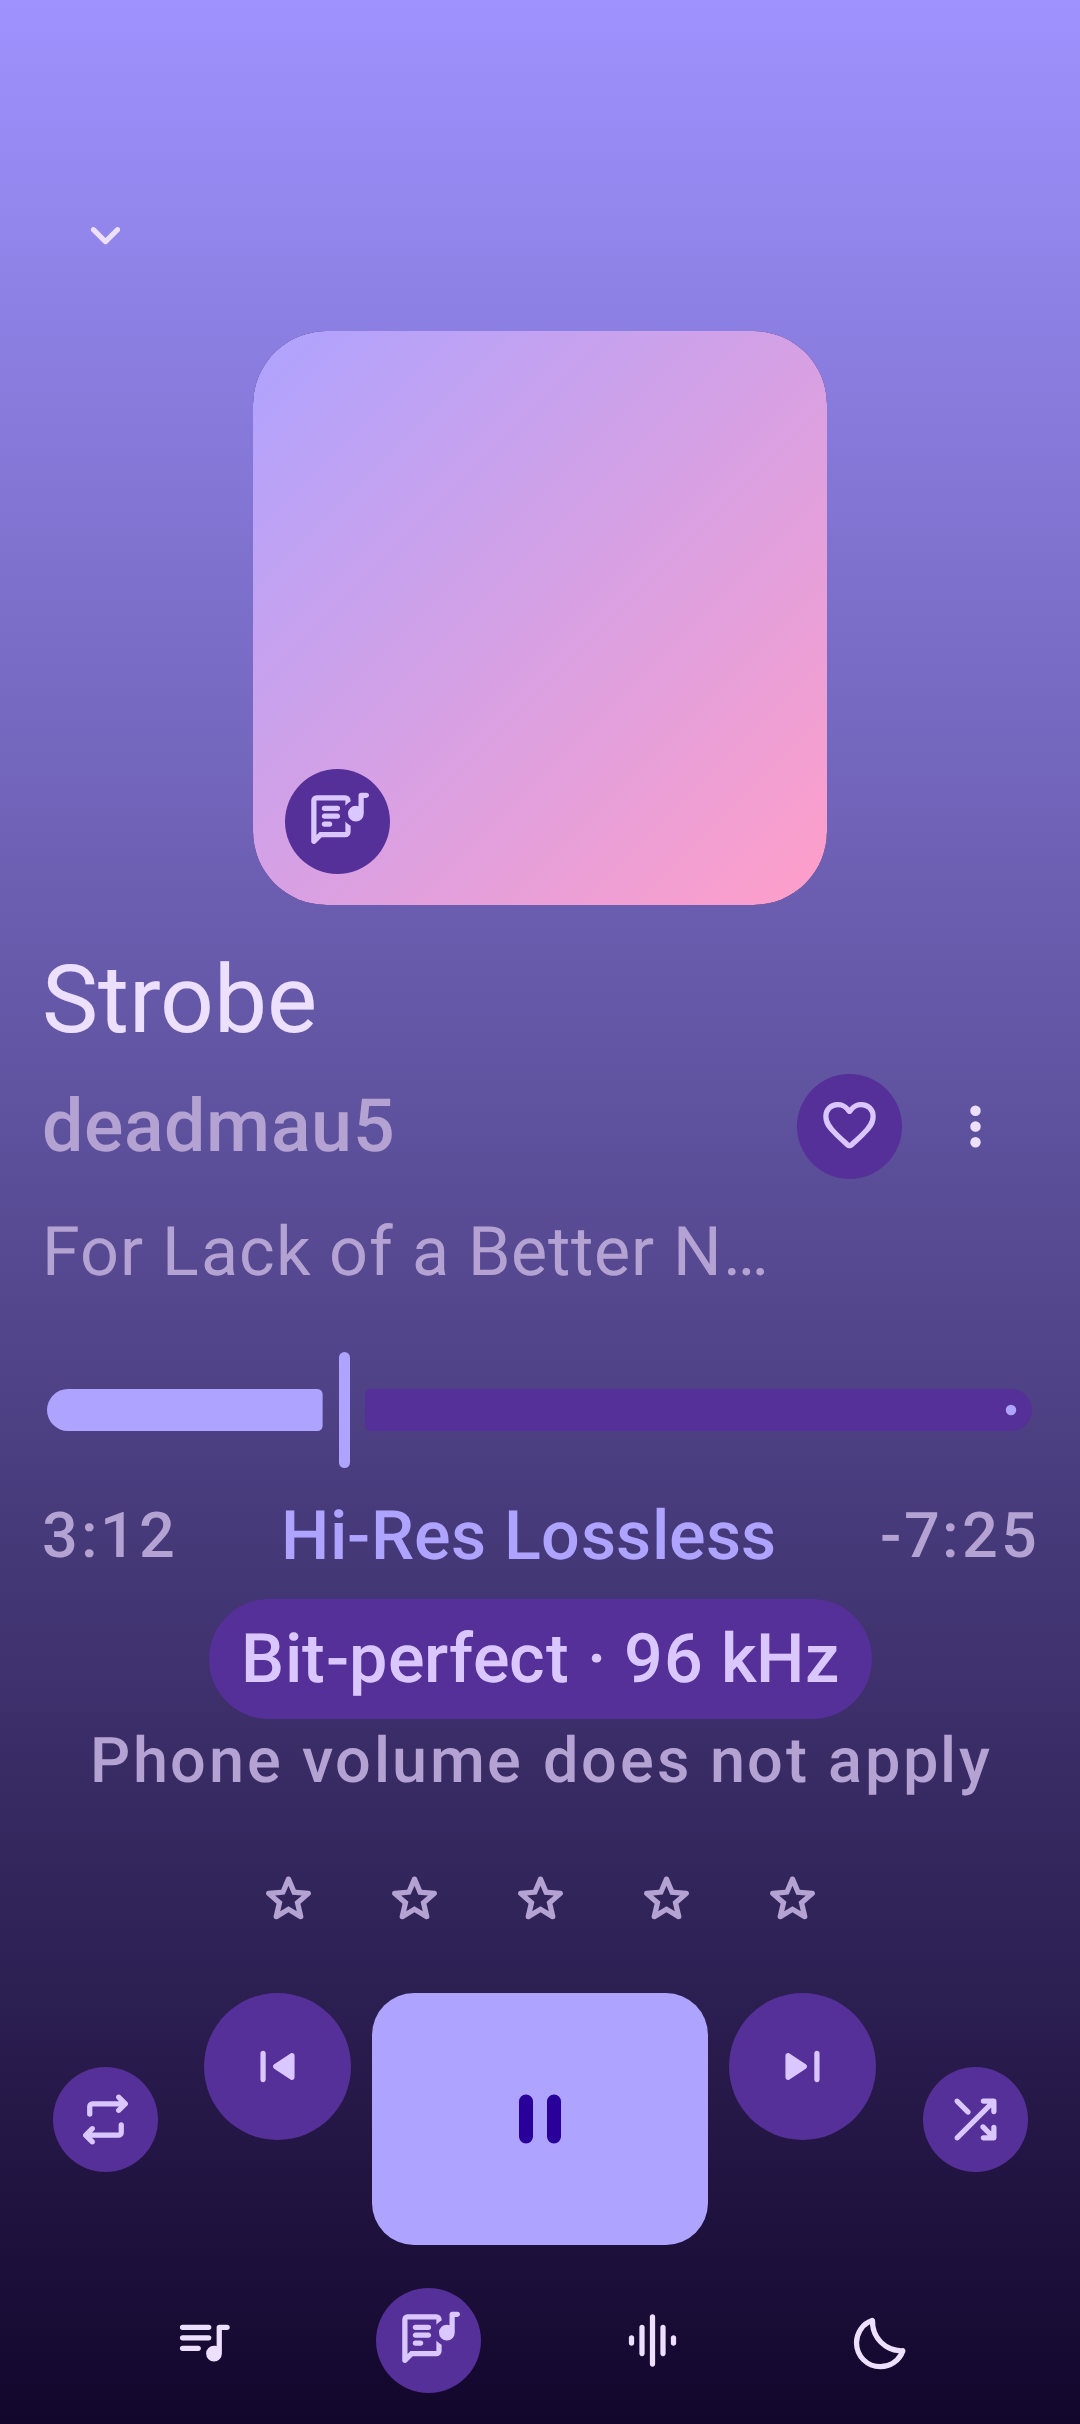 Strobe
deadmau5
For Lack of a Better N…
3:12
Hi-Res Lossless
-7:25
Bit-perfect · 96 kHz
Phone volume does not apply